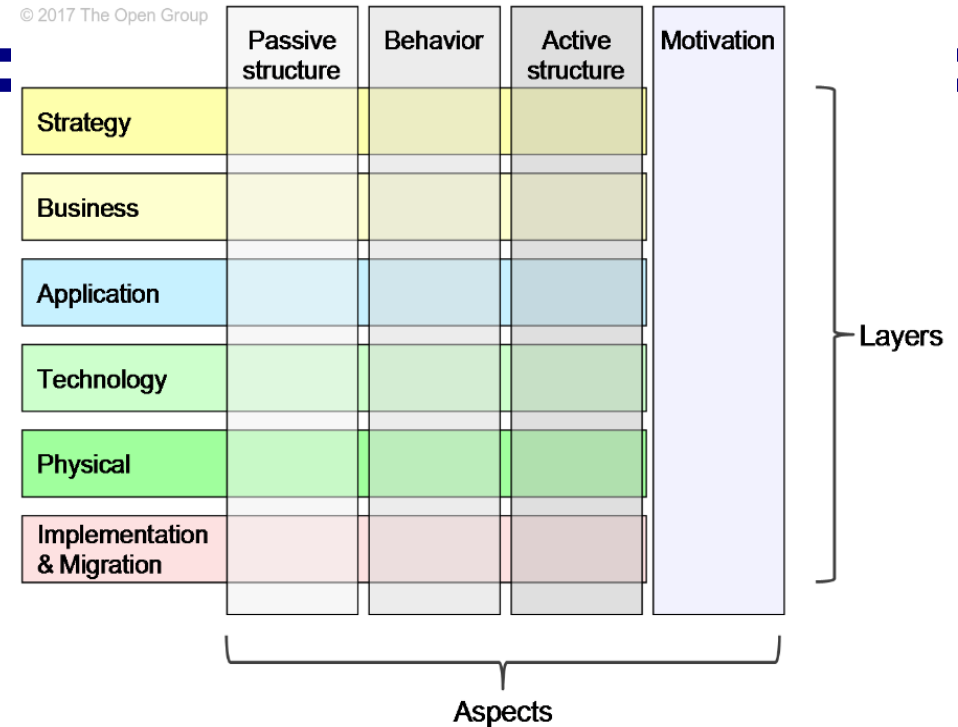 © 2017 The Open Group
Passive
structure
Behavior
Active
structure
Motivation
Strategy
Business
Application
Technology
Physical
Implementation
& Migration
Layers
Aspects